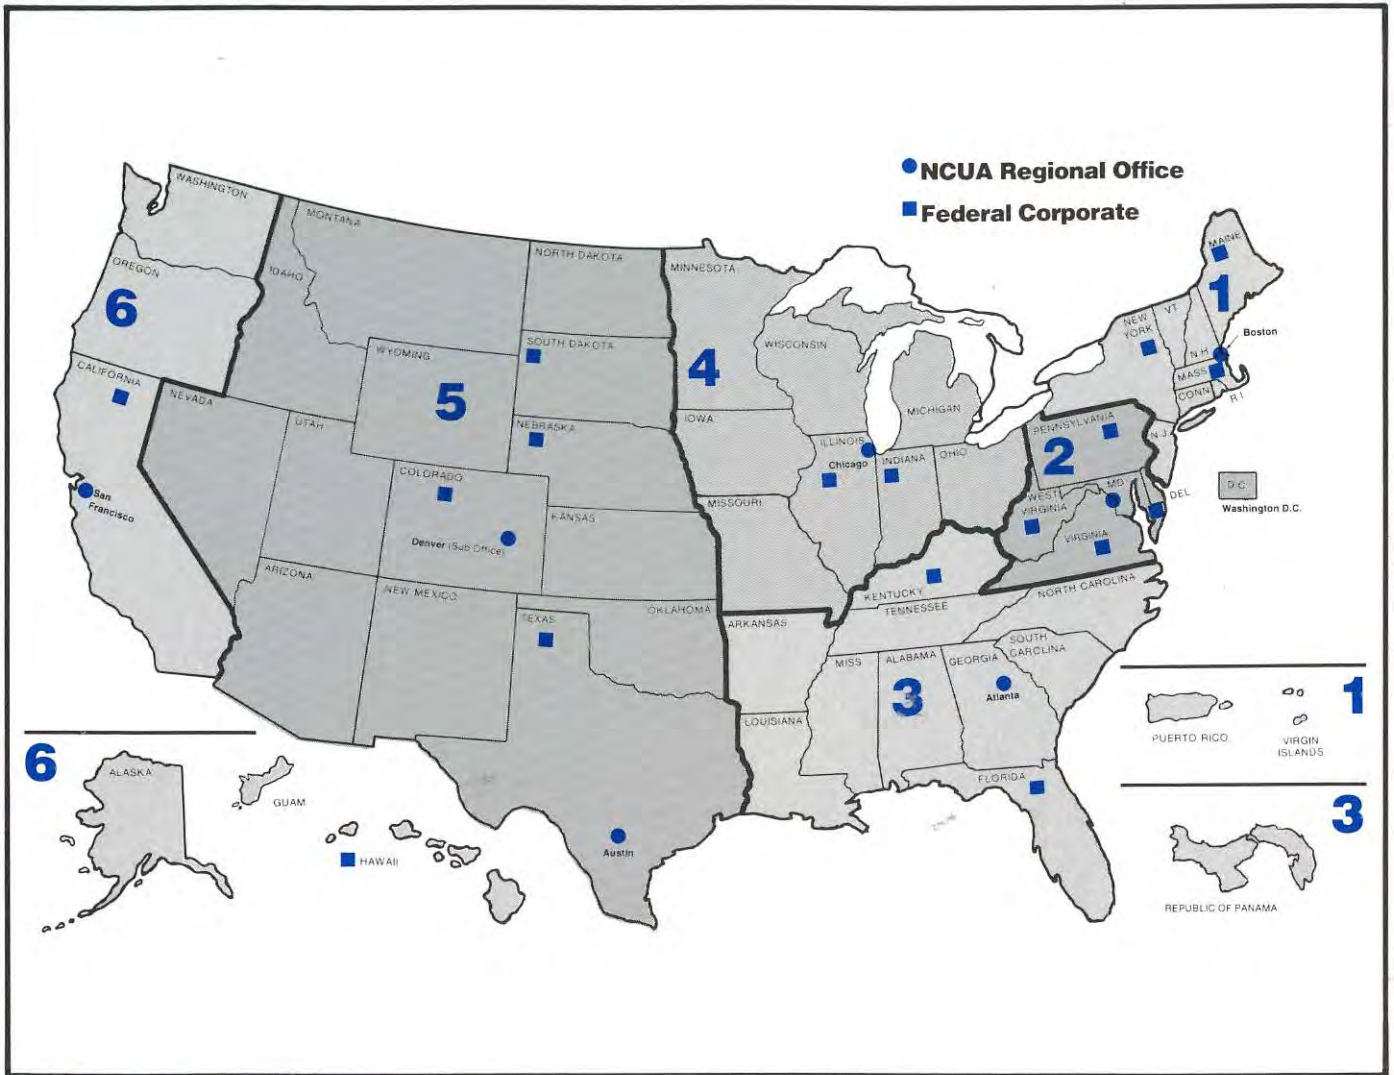 NCUA Regional Office
Federal Corporate
WASHINGTON
MONTANA
NORTH DAKOTA
MINNESOTA
MAINE
OREGON
IDAHO
6
1
NEW
YORK
VT
Boston
WYOMING
SOUTH DAKOTA
WISCONSIN
N.H.
4
CALIFORNIA
MASS
CONN
R I
5
NEVADA
UTAH
NEBRASKA
IOWA
MICHIGAN
PENNSYLVANIA
N.J.
ILLINOIS
Chicago
INDIANA
OHIO
2
COLORADO
MD
D.C.
DEL
San
Francisco
MISSOURI
WEST
VIRGINIA
Washington D.C.
KANSAS
Denver (Sub Office)
VIRGINIA
ARIZONA
NEW MEXICO
KENTUCKY
NORTH CAROLINA
OKLAHOMA
TENNESSEE
TEXAS
ARKANSAS
SOUTH
CAROLINA
MISS
ALABAMA
GEORGIA
3
Atlanta
LOUISIANA
1
PUERTO RICO
VIRGIN
ISLANDS
6
ALASKA
FLORIDA
GUAM
3
HAWAII
Austin
REPUBLIC OF PANAMA